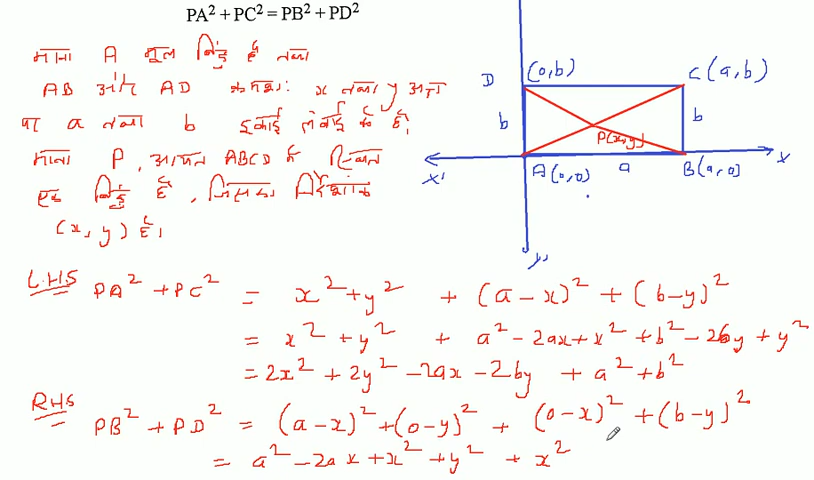 PA² + PC² = PB² + PD²
माना A मूल बिंदु है तथा
AB और AD क्रमशः x तथा y अक्ष
पर a तथा b इकाई लंबाई के हैं,
माना P, आयत ABCD में स्थित
एक बिंदु है, जिसका निर्देशांक
(x, y) है।
D (0, b)
C (a, b)
b
b
P(x, y)
X'
A (0, 0)
a
B (a, 0)
X
y'
LHS PA² + PC² = x² + y² + (a-x)² + (b-y)²
= x² + y² + a² - 2ax + x² + b² - 2by + y²
= 2x² + 2y² - 2ax - 2by + a² + b²
RHS PB² + PD² = (a-x)² + (0-y)² + (0-x)² + (b-y)²
= a² - 2ax + x² + y² + x²